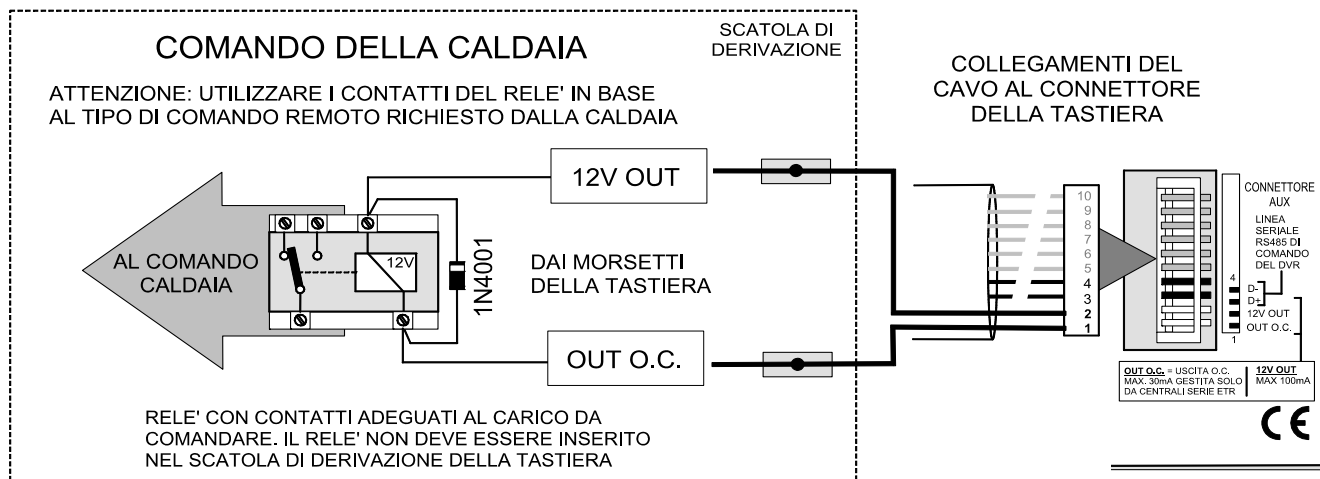 COMANDO DELLA CALDAIA
SCATOLA DI
DERIVAZIONE
ATTENZIONE: UTILIZZARE I CONTATTI DEL RELE' IN BASE
AL TIPO DI COMANDO REMOTO RICHIESTO DALLA CALDAIA
12V OUT
AL COMANDO
CALDAIA
12V
1N4001
DAI MORSETTI
DELLA TASTIERA
OUT O.C.
RELE' CON CONTATTI ADEGUATI AL CARICO DA
COMANDARE. IL RELE' NON DEVE ESSERE INSERITO
NEL SCATOLA DI DERIVAZIONE DELLA TASTIERA
COLLEGAMENTI DEL
CAVO AL CONNETTORE
DELLA TASTIERA
10
9
8
7
6
5
4
3
2
1
CONNETTORE
AUX
LINEA
SERIALE
RS485 DI
COMANDO
DEL DVR
4
D-
D+
12V OUT
OUT O.C.
1
OUT O.C. = USCITA O.C.
MAX. 30mA GESTITA SOLO
DA CENTRALI SERIE ETR
12V OUT
MAX 100mA
CE